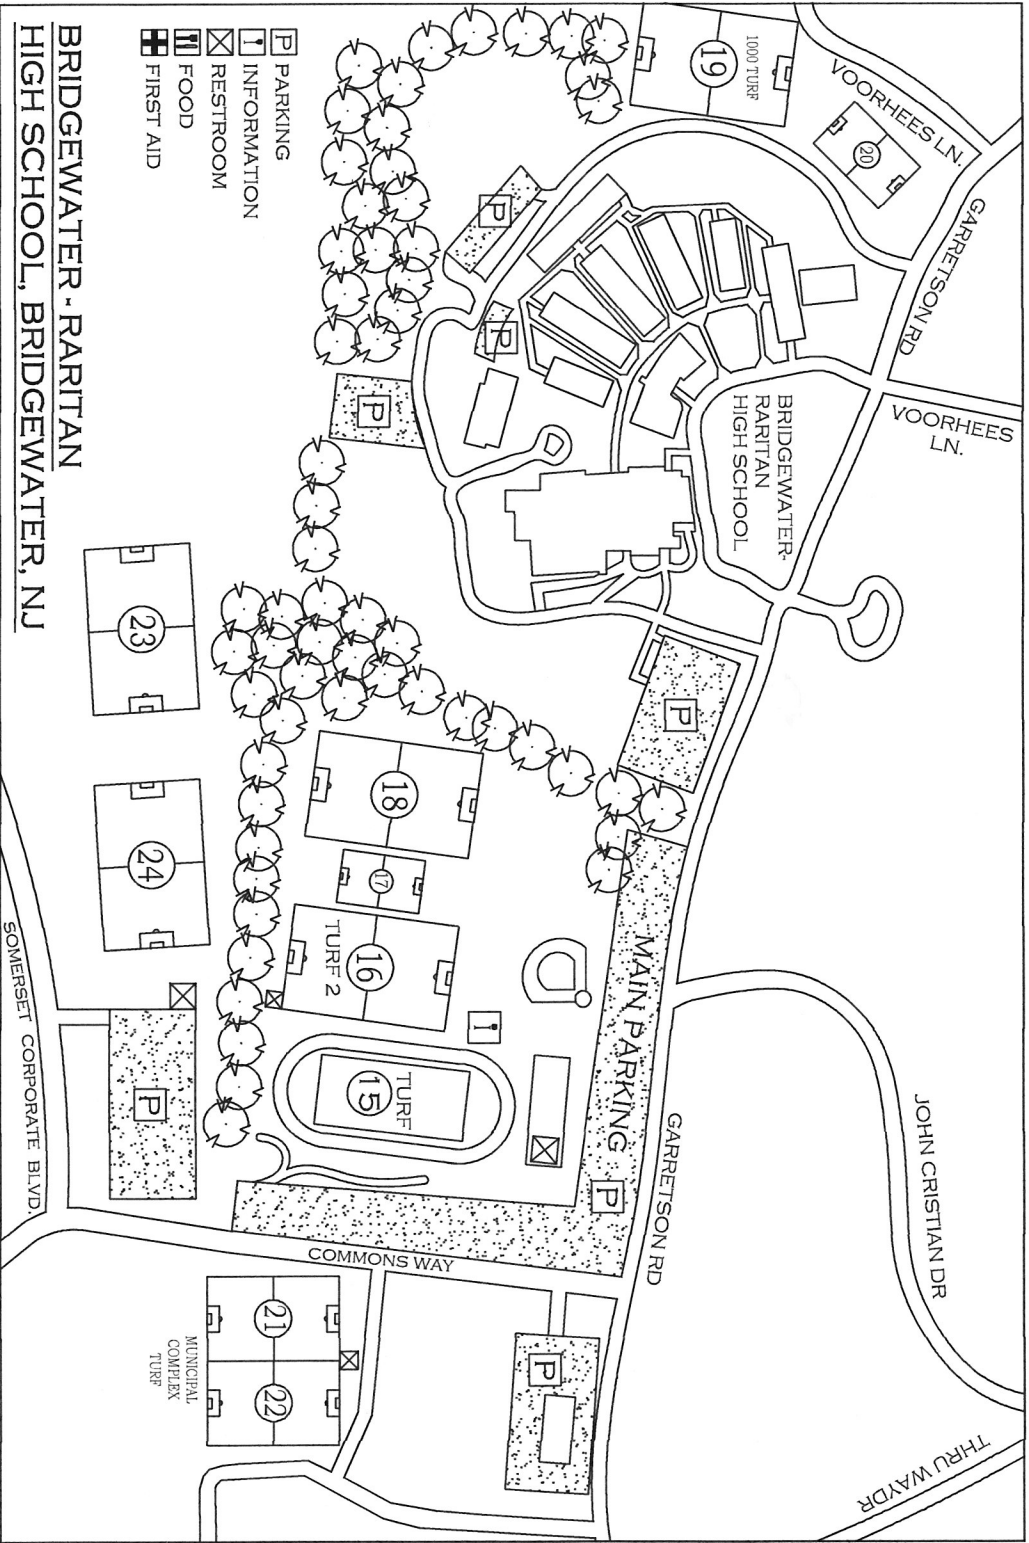 BRIDGEWATER - RARITAN
HIGH SCHOOL, BRIDGEWATER, NJ
P PARKING
INFORMATION
RESTROOM
FOOD
FIRST AID
1000 TURF
19
VOORHEES LN.
20
GARRETSON RD
VOORHEES
LN.
P
P
P
BRIDGEWATER-
RARITAN
HIGH SCHOOL
P
23
24
18
17
16
TURF 2
TURF
15
MAIN PARKING
P
P
GARRETSON RD
JOHN CRISTIAN DR
THRU WAYDR
SOMERSET CORPORATE BLVD.
COMMONS WAY
21
22
MUNICIPAL
COMPLEX
TURF
P